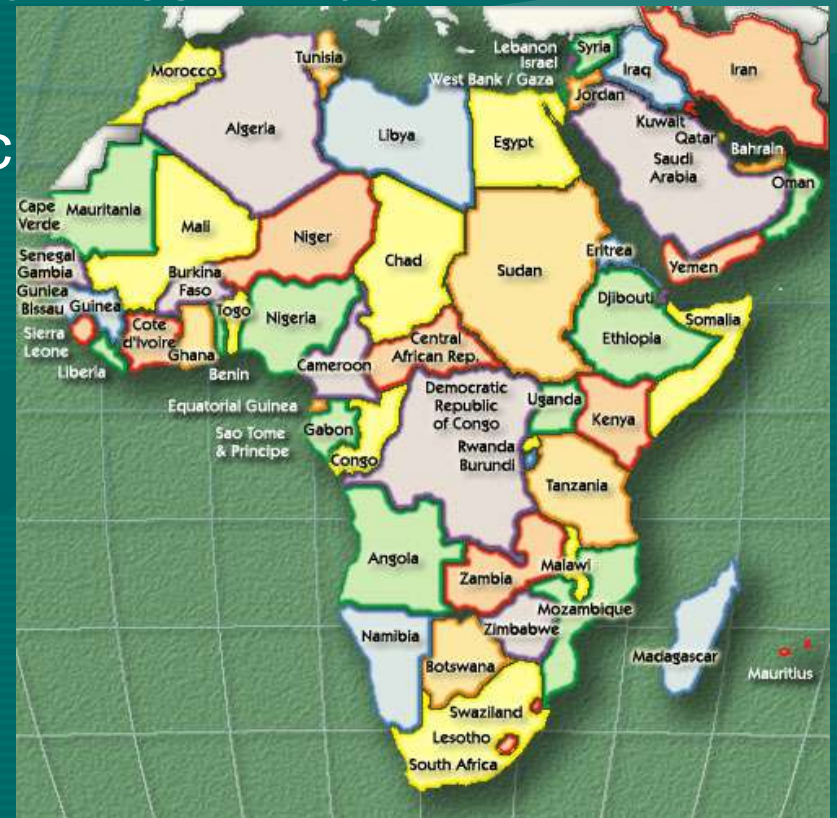 c
Morocco
Tunisia
Algeria
Libya
Egypt
Lebanon
Israel
West Bank / Gaza
Syria
Jordan
Iraq
Iran
Kuwait
Qatar
Bahrain
Saudi
Arabia
Oman
Yemen
Cape
Verde
Mauritania
Mali
Niger
Chad
Sudan
Eritrea
Djibouti
Ethiopia
Somalia
Senegal
Gambia
Guniea
Bissau
Guinea
Sierra
Leone
Liberia
Cote
d'Ivoire
Burkina
Faso
Ghana
Togo
Benin
Nigeria
Cameroon
Central
African Rep.
Equatorial Guinea
Sao Tome
& Principe
Gabon
Congo
Democratic
Republic
of Congo
Uganda
Kenya
Rwanda
Burundi
Tanzania
Angola
Zambia
Malawi
Mozambique
Zimbabwe
Namibia
Botswana
Swaziland
Lesotho
South Africa
Madagascar
Mauritius